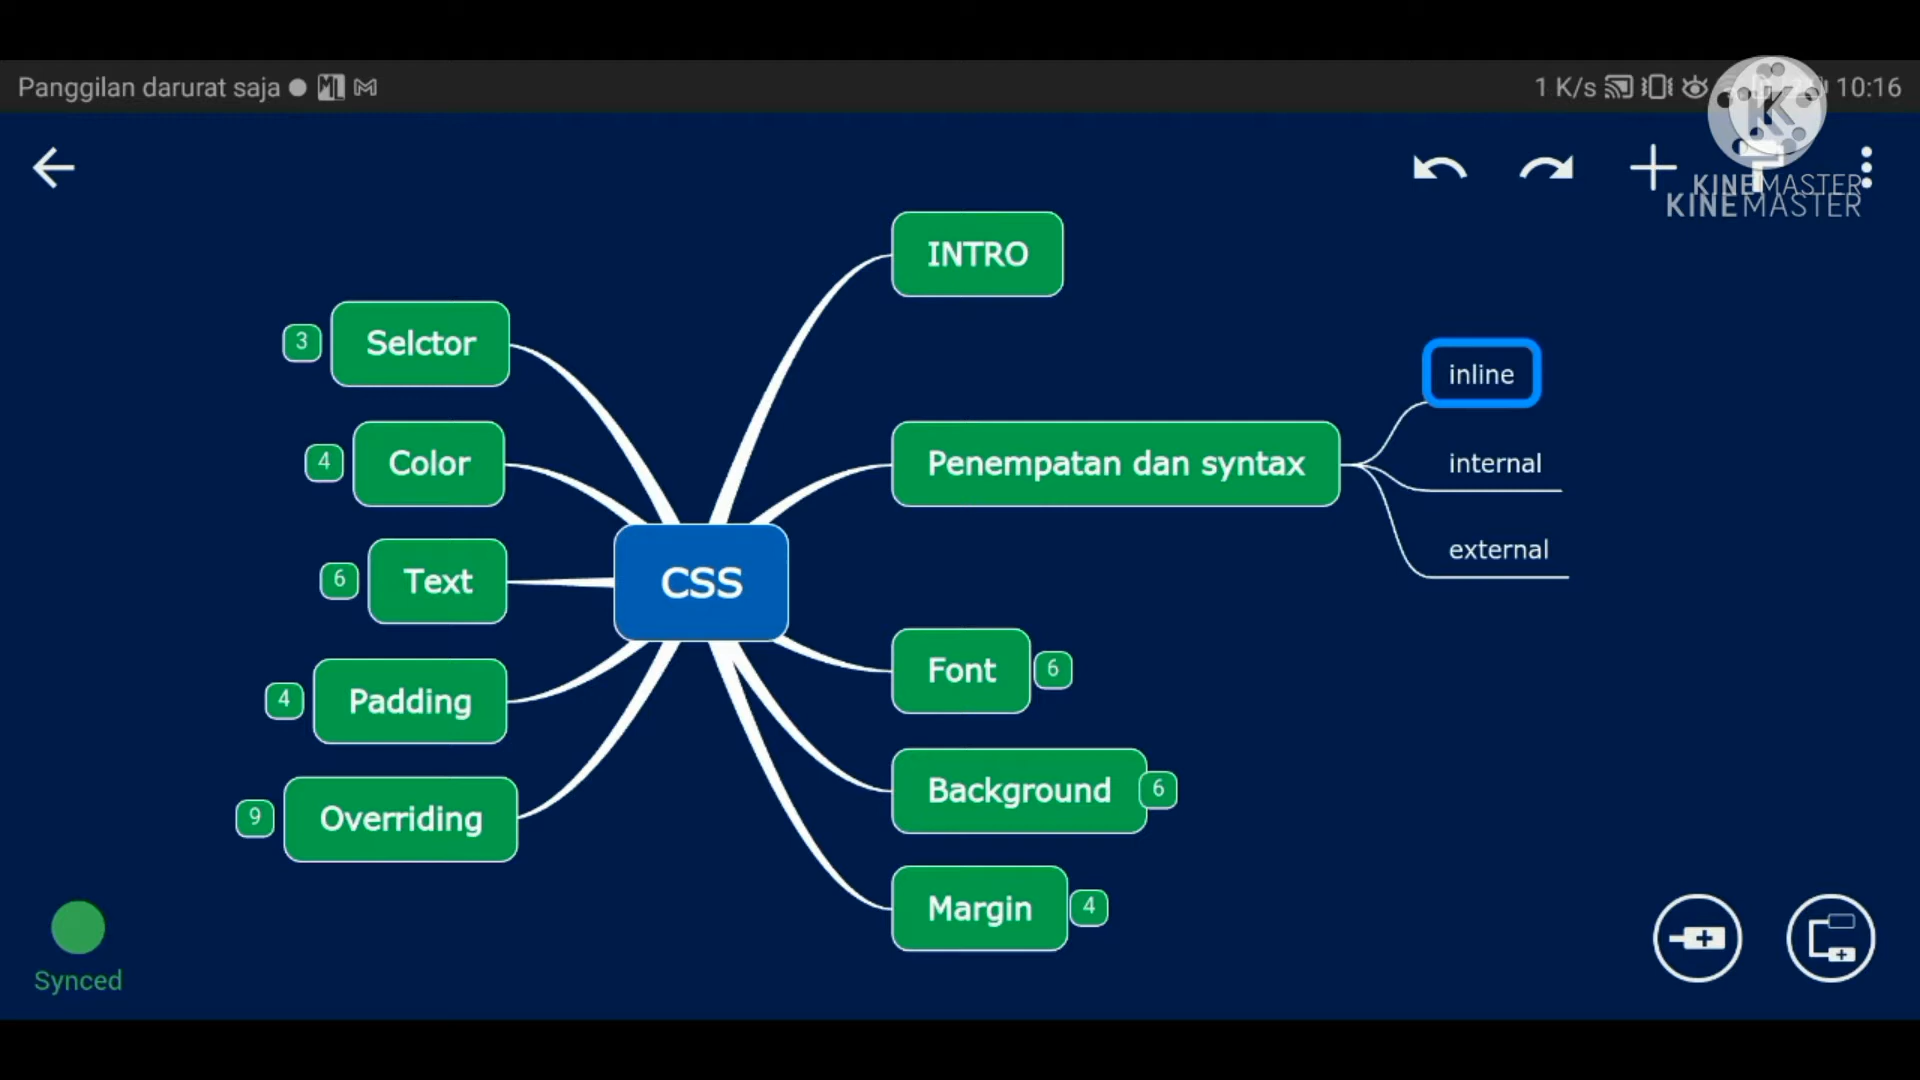 Panggilan darurat saja
1 K/s 10:16
KINEMASTER
KINEMASTER
INTRO
Selctor
3
inline
Color
4
Penempatan dan syntax
internal
external
Text
6
CSS
Padding
4
Font
6
Background
6
Overriding
9
Margin
4
Synced